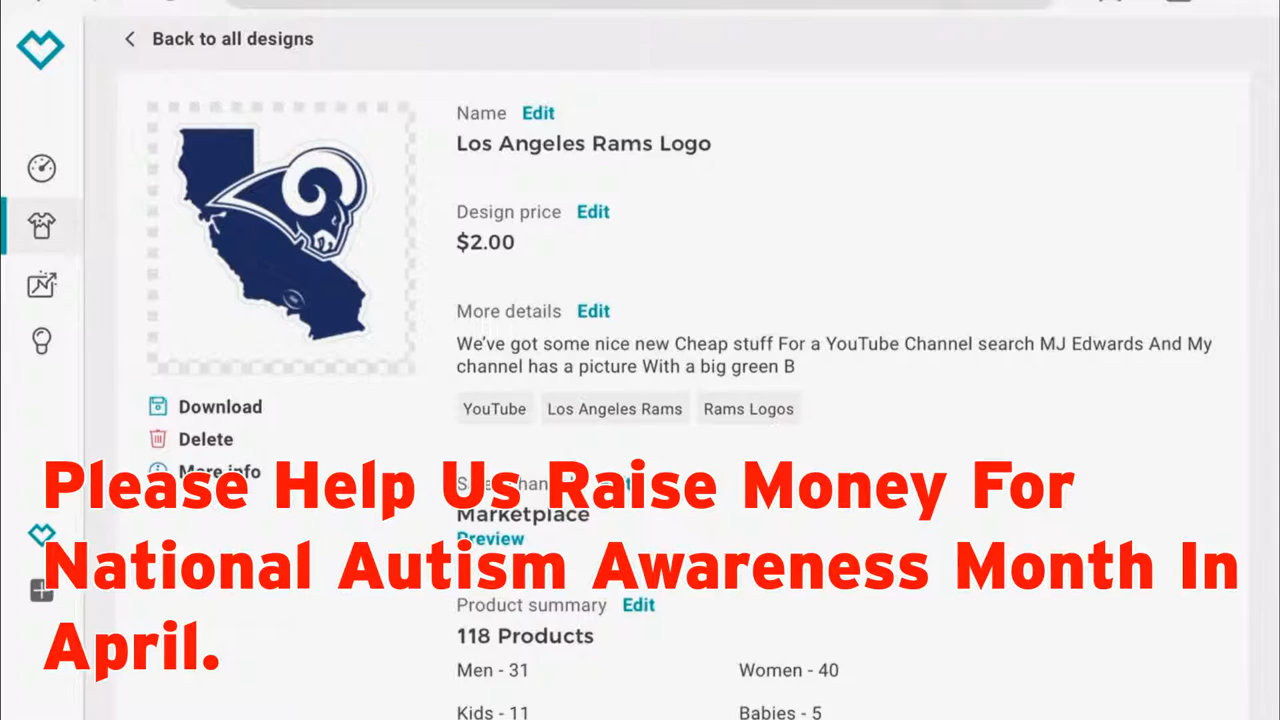 Back to all designs
Name Edit
Los Angeles Rams Logo
Design price Edit
$2.00
More details Edit
We've got some nice new Cheap stuff For a YouTube Channel search MJ Edwards And My
channel has a picture With a big green B
YouTube Los Angeles Rams Rams Logos
Download
Delete
More info
Please Help Us Raise Money For
Marketplace
Preview
National Autism Awareness Month In
Product summary Edit
118 Products
April.
Men - 31 Women - 40
Kids - 11 Babies - 5